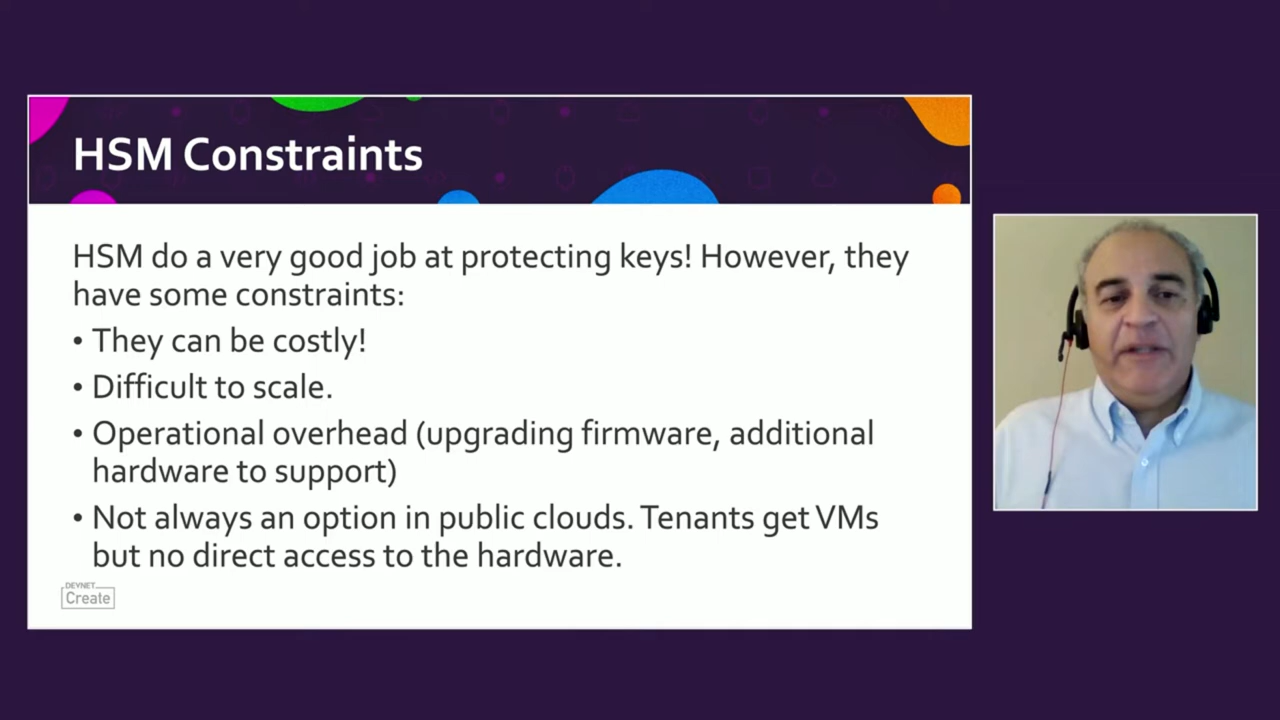 HSM Constraints
HSM do a very good job at protecting keys! However, they
have some constraints:
• They can be costly!
• Difficult to scale.
• Operational overhead (upgrading firmware, additional
hardware to support)
• Not always an option in public clouds. Tenants get VMs
but no direct access to the hardware.
DEVNET
Create